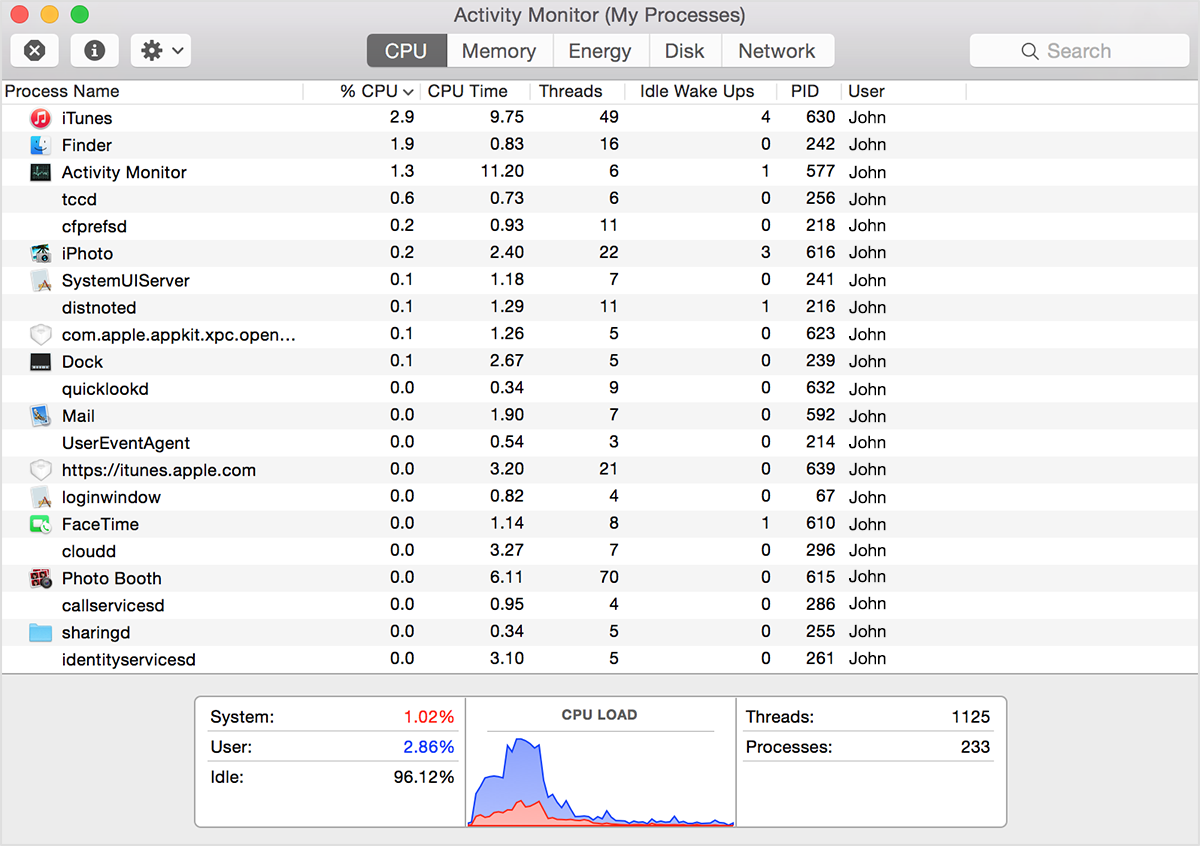 Activity Monitor (My Processes)
CPU Memory Energy Disk Network Search
Process Name % CPU CPU Time Threads Idle Wake Ups PID User
iTunes 2.9 9.75 49 4 630 John
Finder 1.9 0.83 16 0 242 John
Activity Monitor 1.3 11.20 6 1 577 John
tccd 0.6 0.73 6 0 256 John
cfprefsd 0.2 0.93 11 0 218 John
iPhoto 0.2 2.40 22 3 616 John
SystemUIServer 0.1 1.18 7 0 241 John
distnoted 0.1 1.29 11 1 216 John
com.apple.appkit.xpc.open... 0.1 1.26 5 0 623 John
Dock 0.1 2.67 5 0 239 John
quicklookd 0.0 0.34 9 0 632 John
Mail 0.0 1.90 7 0 592 John
UserEventAgent 0.0 0.54 3 0 214 John
https://itunes.apple.com 0.0 3.20 21 0 639 John
loginwindow 0.0 0.82 4 0 67 John
FaceTime 0.0 1.14 8 1 610 John
cloudd 0.0 3.27 7 0 296 John
Photo Booth 0.0 6.11 70 0 615 John
callservicesd 0.0 0.95 4 0 286 John
sharingd 0.0 0.34 5 0 255 John
identityservicesd 0.0 3.10 5 0 261 John
System: 1.02%
User: 2.86%
Idle: 96.12%
CPU LOAD
Threads: 1125
Processes: 233